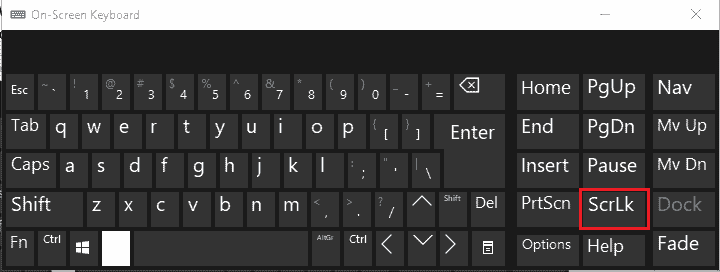 On-Screen Keyboard
Esc ~ ` ! 1 @ 2 # 3 $ 4 % 5 ^ 6 & 7 * 8 ( 9 ) 0 _ - + = Home PgUp Nav
Tab q w e r t y u i o p { [ } ] Enter End PgDn Mv Up
Caps a s d f g h j k l : ; " ' | \ Insert Pause Mv Dn
Shift z x c v b n m < , > . ? / Shift Del PrtScn ScrLk Dock
Fn Ctrl AltGr Ctrl Options Help Fade